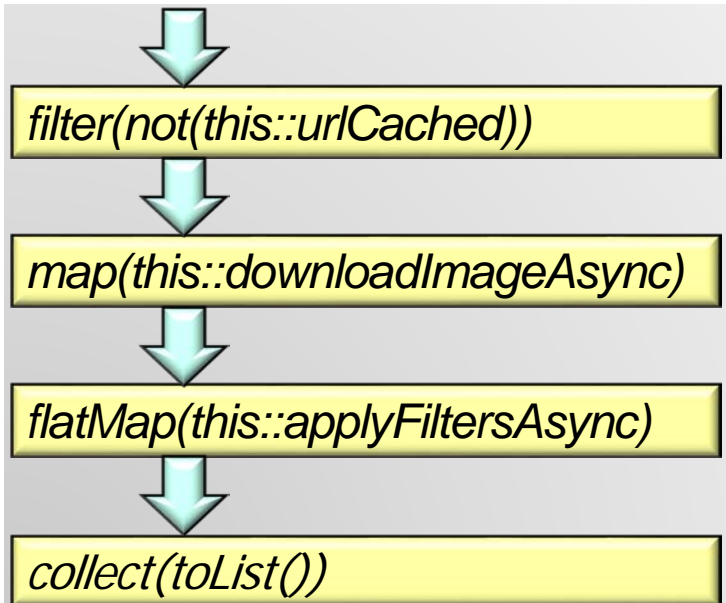 filter(not(this::urlCached))
map(this::downloadImageAsync)
flatMap(this::applyFiltersAsync)
collect(toList())